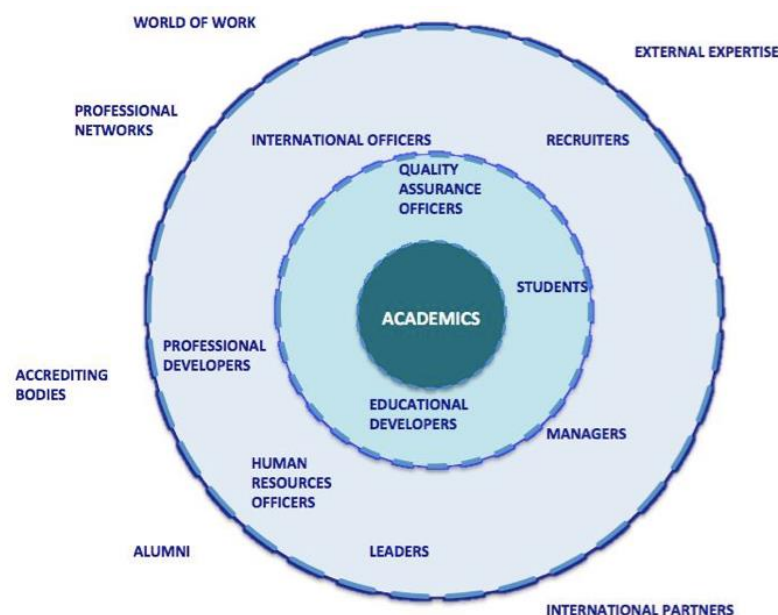 WORLD OF WORK
EXTERNAL EXPERTISE
PROFESSIONAL
NETWORKS
INTERNATIONAL OFFICERS
RECRUITERS
QUALITY
ASSURANCE
OFFICERS
STUDENTS
ACADEMICS
PROFESSIONAL
DEVELOPERS
ACCREDITING
BODIES
EDUCATIONAL
DEVELOPERS
MANAGERS
HUMAN
RESOURCES
OFFICERS
ALUMNI
LEADERS
INTERNATIONAL PARTNERS